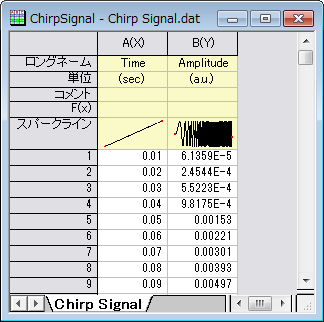 ChirpSignal - Chirp Signal.dat
A(X) B(Y)
ロングネーム Time Amplitude
単位 (sec) (a.u.)
コメント
F(x)
スパークライン
1 0.01 6.1359E-5
2 0.02 2.4544E-4
3 0.03 5.5223E-4
4 0.04 9.8175E-4
5 0.05 0.00153
6 0.06 0.00221
7 0.07 0.00301
8 0.08 0.00393
9 0.09 0.00497
Chirp Signal